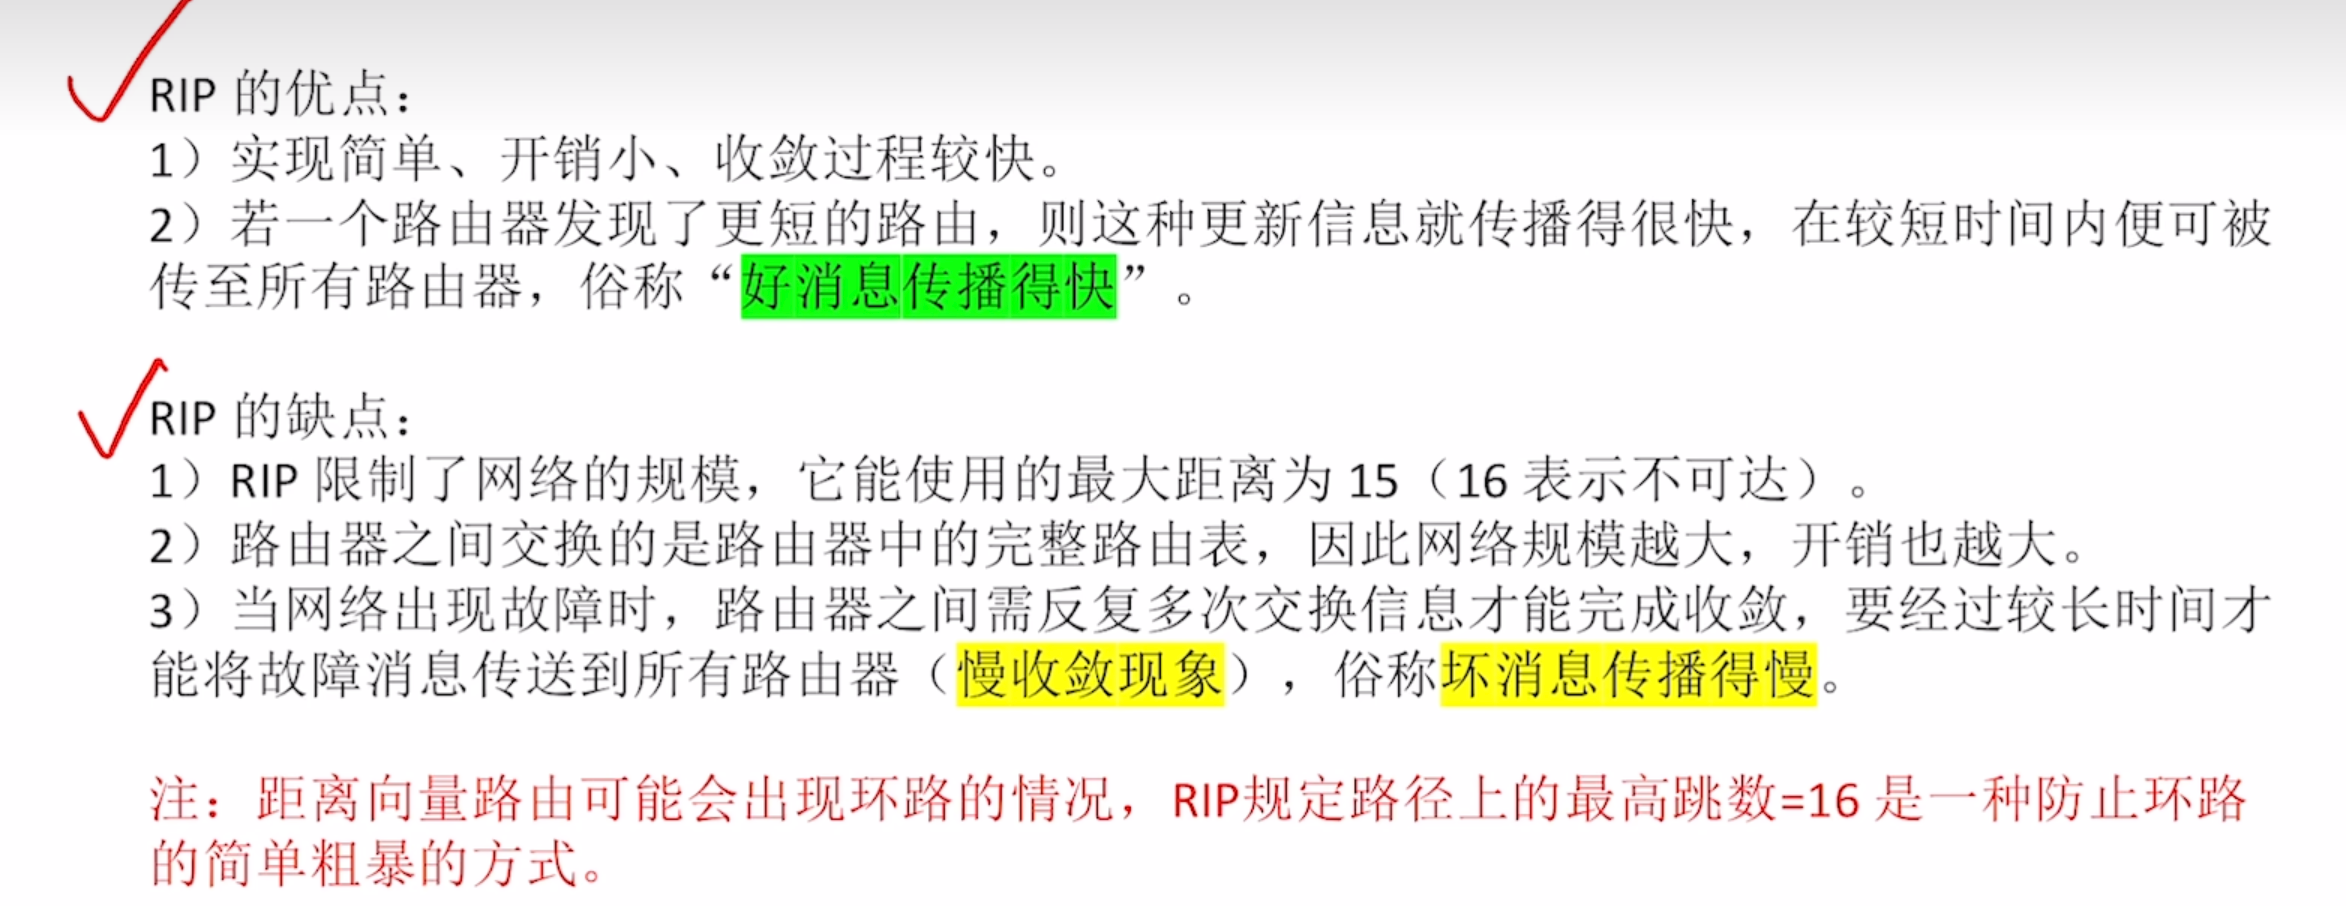 RIP 的优点：
1）实现简单、开销小、收敛过程较快。
2）若一个路由器发现了更短的路由，则这种更新信息就传播得很快，在较短时间内便可被
传至所有路由器，俗称“好消息传播得快”。
RIP 的缺点：
1）RIP 限制了网络的规模，它能使用的最大距离为 15（16 表示不可达）。
2）路由器之间交换的是路由器中的完整路由表，因此网络规模越大，开销也越大。
3）当网络出现故障时，路由器之间需反复多次交换信息才能完成收敛，要经过较长时间才
能将故障消息传送到所有路由器（慢收敛现象），俗称坏消息传播得慢。
注：距离向量路由可能会出现环路的情况，RIP规定路径上的最高跳数=16 是一种防止环路
的简单粗暴的方式。